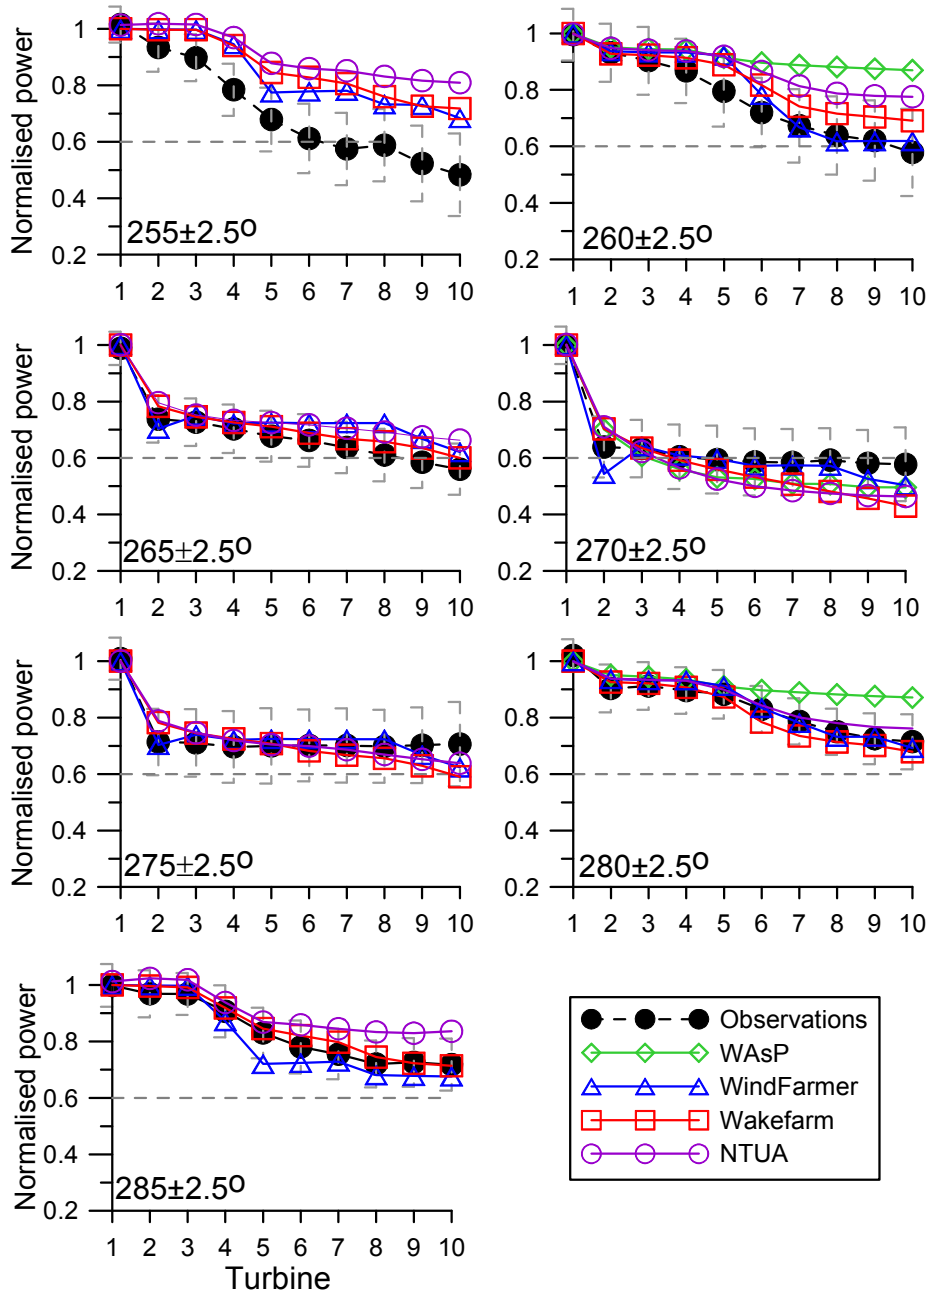 Normalised power
1
0.8
0.6
0.4
0.2
255±2.5º
1 2 3 4 5 6 7 8 9 10
1
0.8
0.6
0.4
0.2
260±2.5º
1 2 3 4 5 6 7 8 9 10
Normalised power
1
0.8
0.6
0.4
0.2
265±2.5º
1 2 3 4 5 6 7 8 9 10
1
0.8
0.6
0.4
0.2
270±2.5º
1 2 3 4 5 6 7 8 9 10
Normalised power
1
0.8
0.6
0.4
0.2
275±2.5º
1 2 3 4 5 6 7 8 9 10
1
0.8
0.6
0.4
0.2
280±2.5º
1 2 3 4 5 6 7 8 9 10
Normalised power
1
0.8
0.6
0.4
0.2
285±2.5º
1 2 3 4 5 6 7 8 9 10
Turbine
Observations
WAsP
WindFarmer
Wakefarm
NTUA